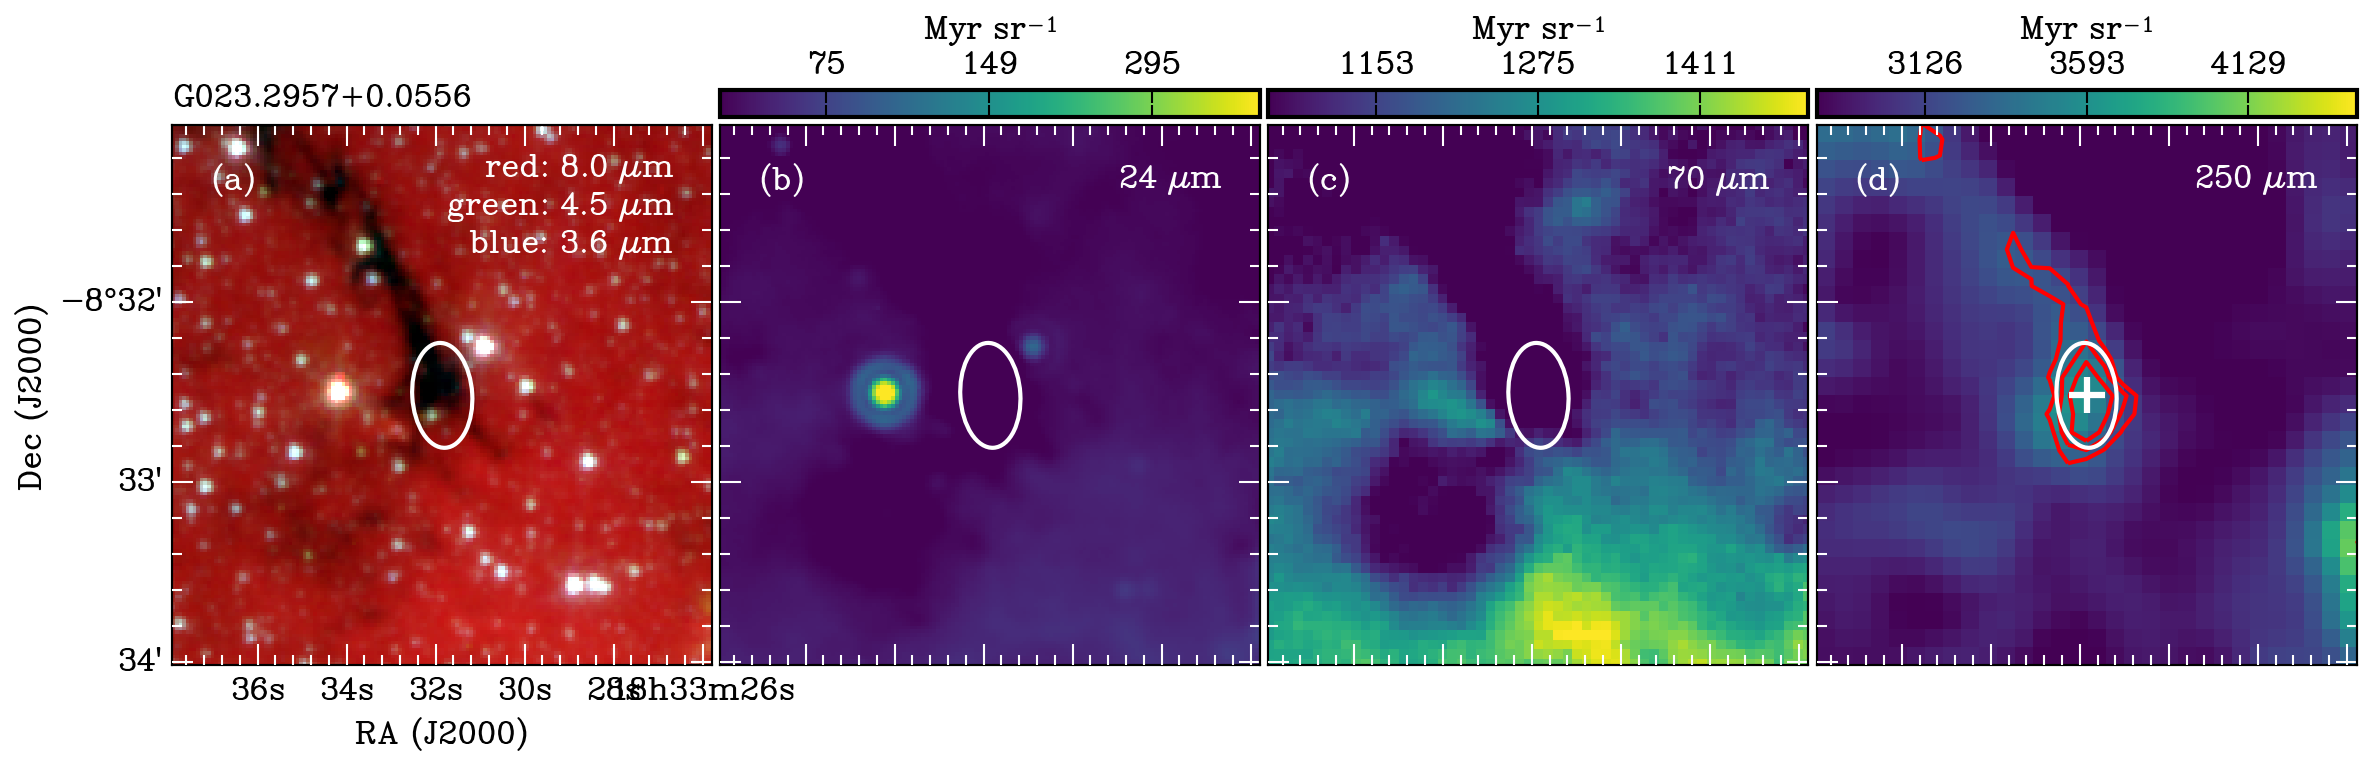 Myr sr⁻¹
Myr sr⁻¹
Myr sr⁻¹
75 149 295
1153 1275 1411
3126 3593 4129
G023.2957+0.0556
(a)
red: 8.0 μm
green: 4.5 μm
blue: 3.6 μm
(b)
24 μm
(c)
70 μm
(d)
250 μm
Dec (J2000)
−8°32'
33'
34'
36s 34s 32s 30s 28s 18h33m26s
RA (J2000)